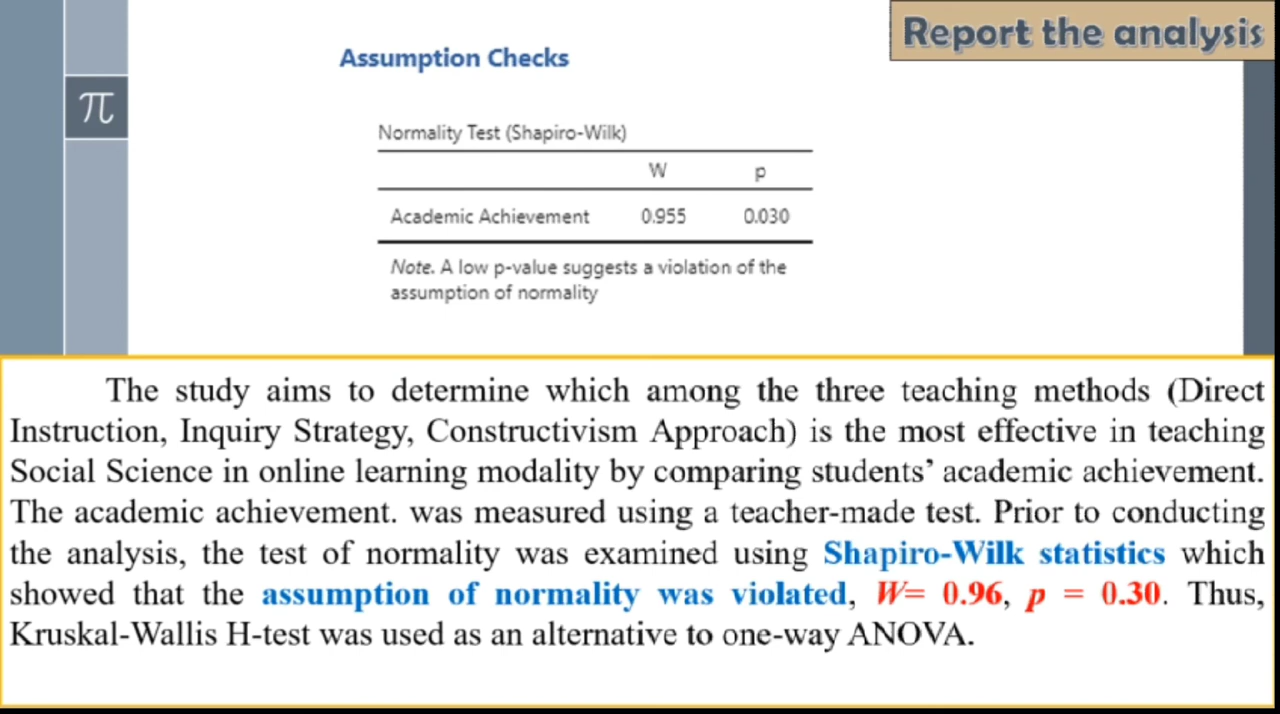 Report the analysis
Assumption Checks
π
Normality Test (Shapiro-Wilk)
W p
Academic Achievement 0.955 0.030
Note. A low p-value suggests a violation of the
assumption of normality
The study aims to determine which among the three teaching methods (Direct
Instruction, Inquiry Strategy, Constructivism Approach) is the most effective in teaching
Social Science in online learning modality by comparing students’ academic achievement.
The academic achievement. was measured using a teacher-made test. Prior to conducting
the analysis, the test of normality was examined using Shapiro-Wilk statistics which
showed that the assumption of normality was violated, W= 0.96, p = 0.30. Thus,
Kruskal-Wallis H-test was used as an alternative to one-way ANOVA.